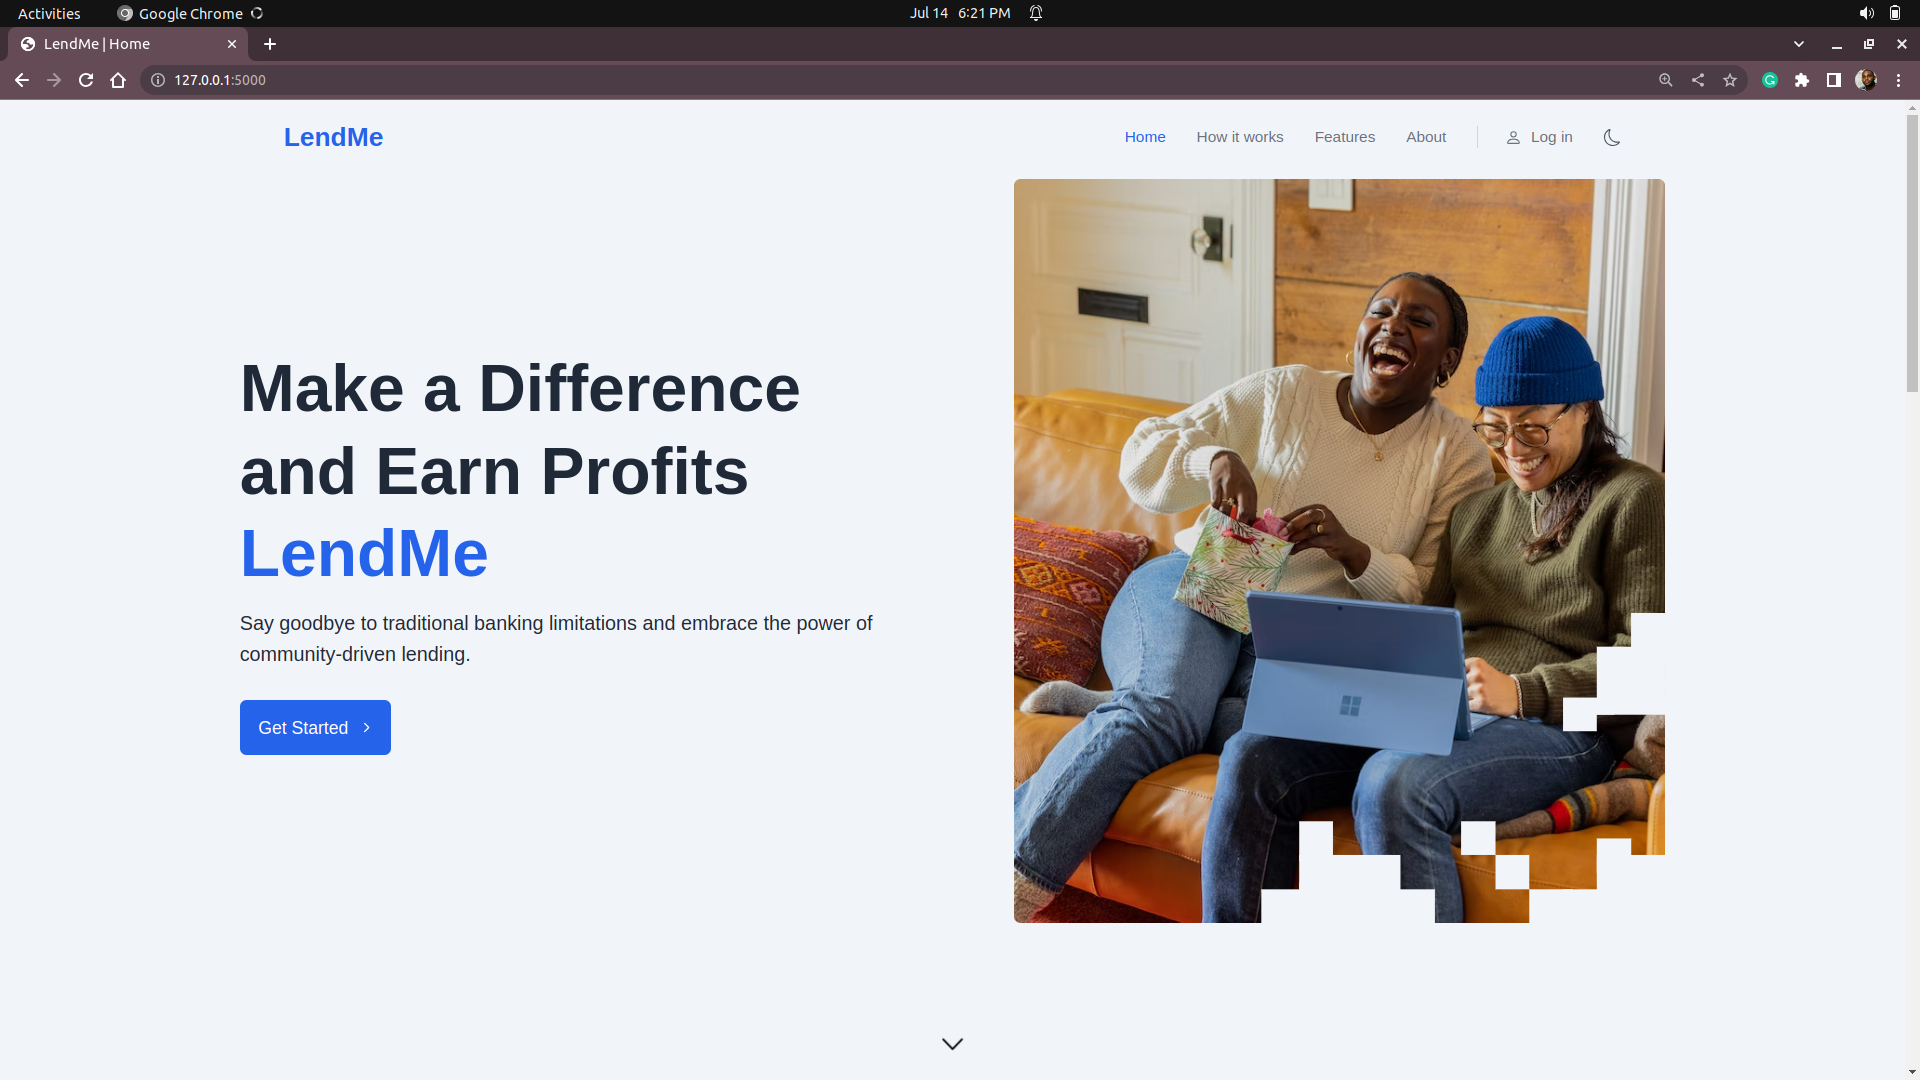 Activities
Google Chrome
Jul 14 6:21 PM
LendMe | Home
127.0.0.1:5000
LendMe
Home
How it works
Features
About
Log in
Make a Difference
and Earn Profits
LendMe
Say goodbye to traditional banking limitations and embrace the power of
community-driven lending.
Get Started